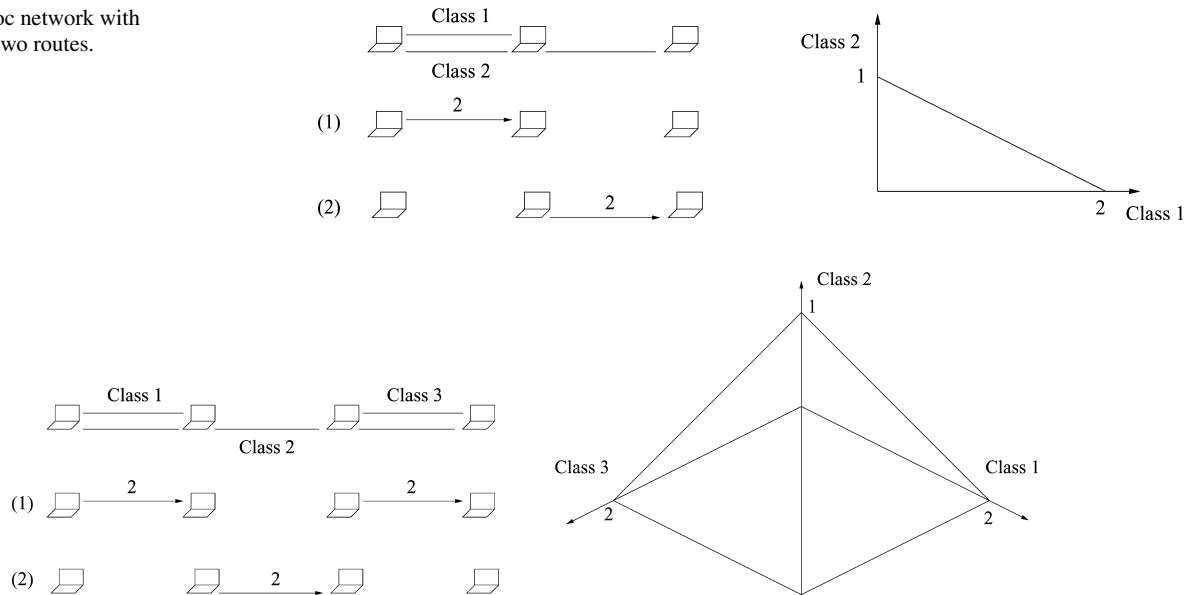 oc network with
wo routes.
Class 1
Class 2
(1)
2
(2)
2
Class 2
1
2
Class 1
Class 1
Class 3
Class 2
(1)
2
2
(2)
2
Class 2
1
Class 3
2
Class 1
2